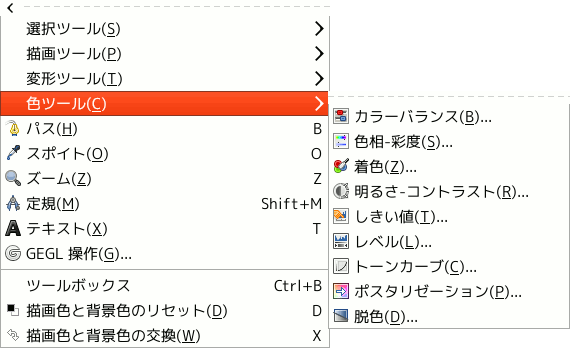 選択ツール(S)
描画ツール(P)
変形ツール(T)
色ツール(C)
パス(H) B
スポイト(O) O
ズーム(Z) Z
定規(M) Shift+M
テキスト(X) T
GEGL 操作(G)...
ツールボックス Ctrl+B
描画色と背景色のリセット(D) D
描画色と背景色の交換(W) X
カラーバランス(B)...
色相-彩度(S)...
着色(Z)...
明るさ-コントラスト(R)...
しきい値(T)...
レベル(L)...
トーンカーブ(C)...
ポスタリゼーション(P)...
脱色(D)...